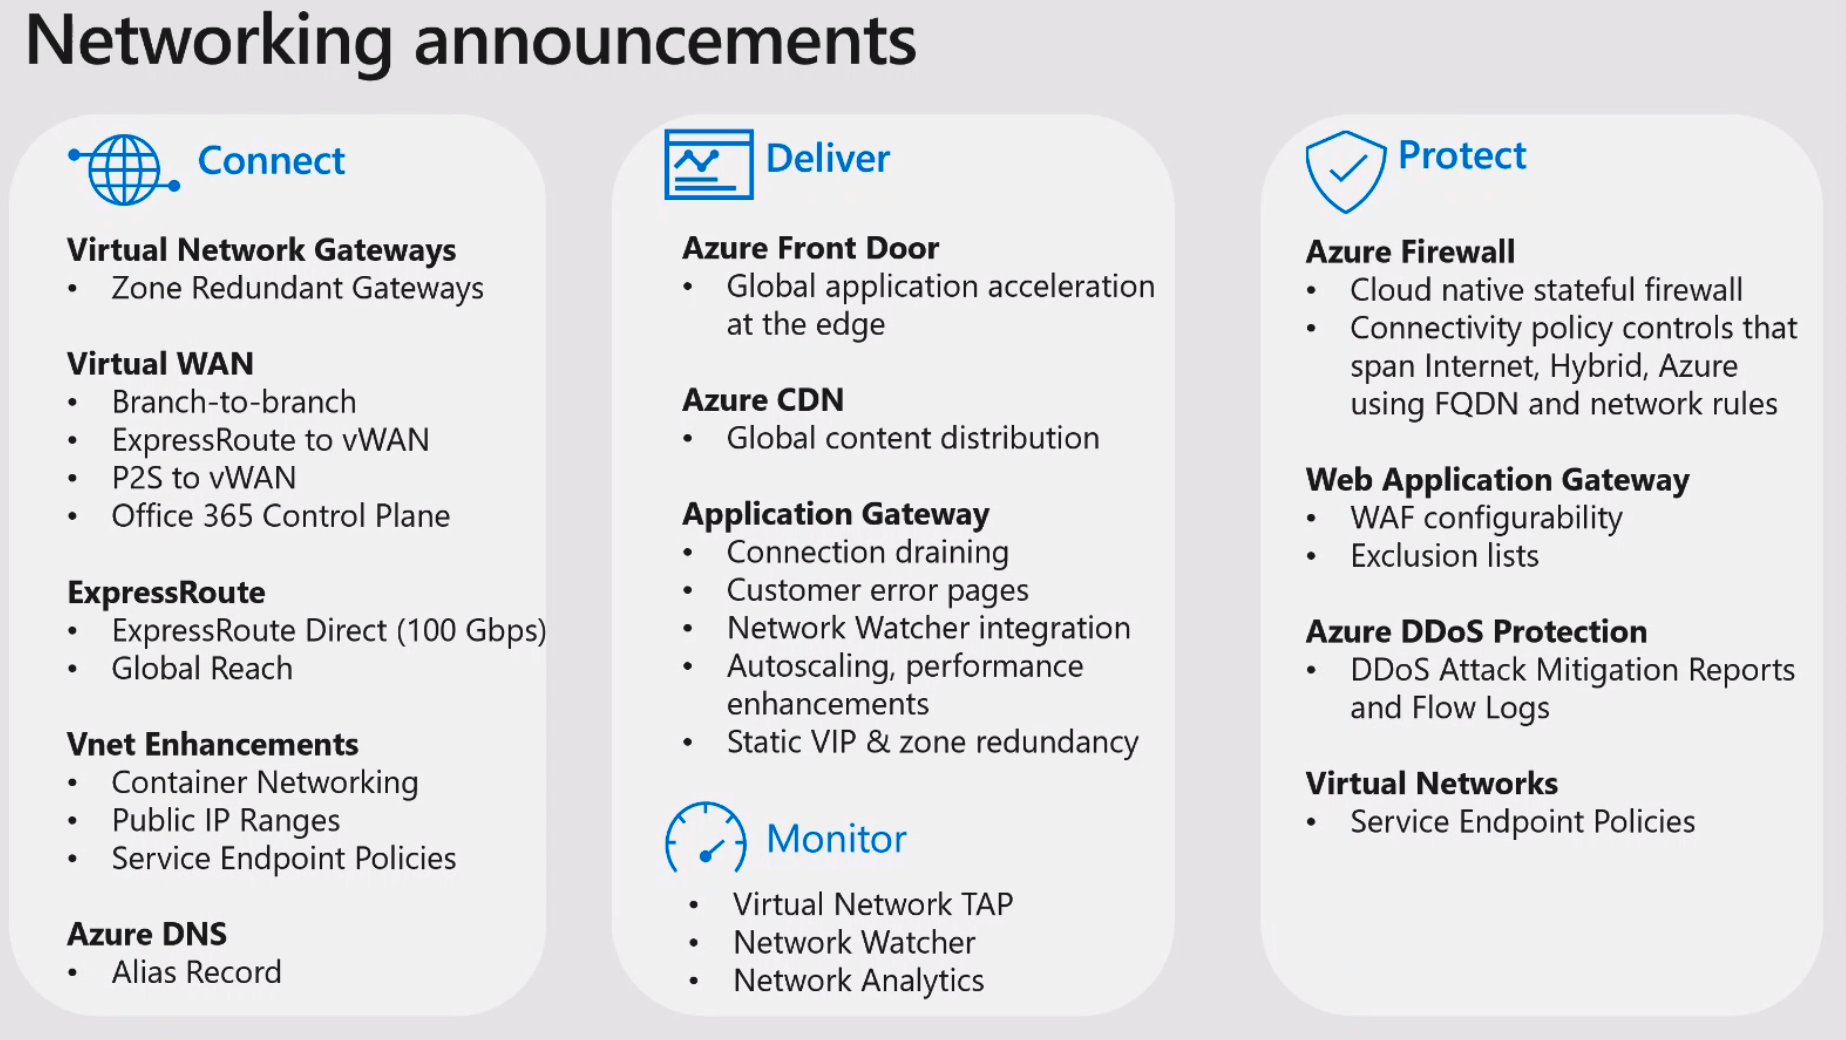 Networking announcements
Connect
Virtual Network Gateways
• Zone Redundant Gateways
Virtual WAN
• Branch-to-branch
• ExpressRoute to vWAN
• P2S to vWAN
• Office 365 Control Plane
ExpressRoute
• ExpressRoute Direct (100 Gbps)
• Global Reach
Vnet Enhancements
• Container Networking
• Public IP Ranges
• Service Endpoint Policies
Azure DNS
• Alias Record
Deliver
Azure Front Door
• Global application acceleration
at the edge
Azure CDN
• Global content distribution
Application Gateway
• Connection draining
• Customer error pages
• Network Watcher integration
• Autoscaling, performance
enhancements
• Static VIP & zone redundancy
Monitor
• Virtual Network TAP
• Network Watcher
• Network Analytics
Protect
Azure Firewall
• Cloud native stateful firewall
• Connectivity policy controls that
span Internet, Hybrid, Azure
using FQDN and network rules
Web Application Gateway
• WAF configurability
• Exclusion lists
Azure DDoS Protection
• DDoS Attack Mitigation Reports
and Flow Logs
Virtual Networks
• Service Endpoint Policies